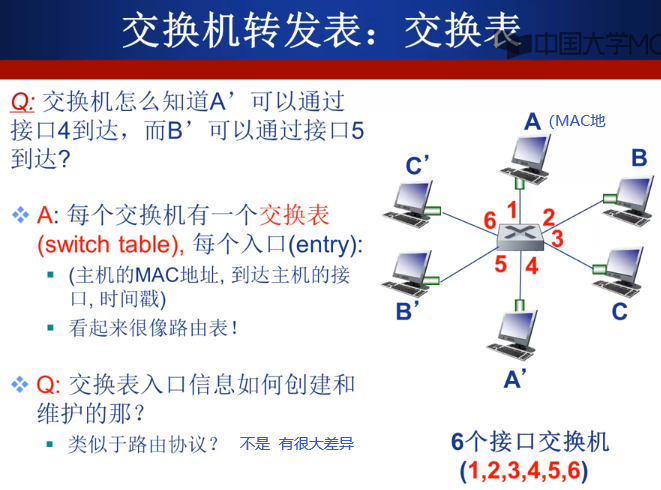 交换机转发表：交换表
中国大学MO
Q: 交换机怎么知道A’可以通过
接口4到达，而B’可以通过接口5
到达?
A: 每个交换机有一个交换表
(switch table), 每个入口(entry):
(主机的MAC地址, 到达主机的接
口, 时间戳)
看起来很像路由表！
Q: 交换表入口信息如何创建和
维护的那？
类似于路由协议？ 不是 有很大差异
A (MAC地
B
C’
1
2
6
3
5
4
B’
C
A’
6个接口交换机
(1,2,3,4,5,6)